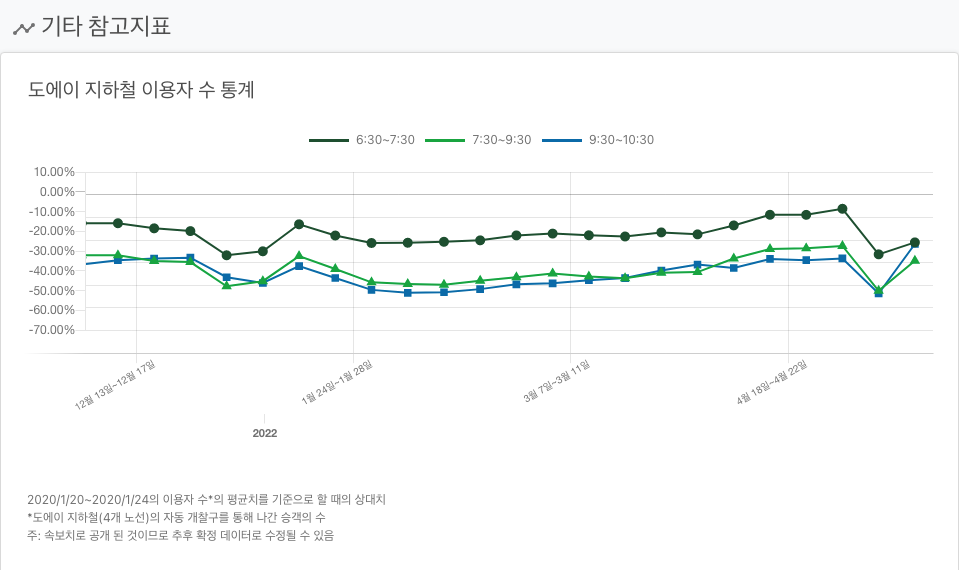 기타 참고지표
도에이 지하철 이용자 수 통계
6:30~7:30 7:30~9:30 9:30~10:30
10.00%
0.00%
-10.00%
-20.00%
-30.00%
-40.00%
-50.00%
-60.00%
-70.00%
12월 13일~12월 17일 1월 24일~1월 28일 3월 7일~3월 11일 4월 18일~4월 22일
2022
2020/1/20~2020/1/24의 이용자 수*의 평균치를 기준으로 할 때의 상대치
*도에이 지하철(4개 노선)의 자동 개찰구를 통해 나간 승객의 수
주: 속보치로 공개 된 것이므로 추후 확정 데이터로 수정될 수 있음